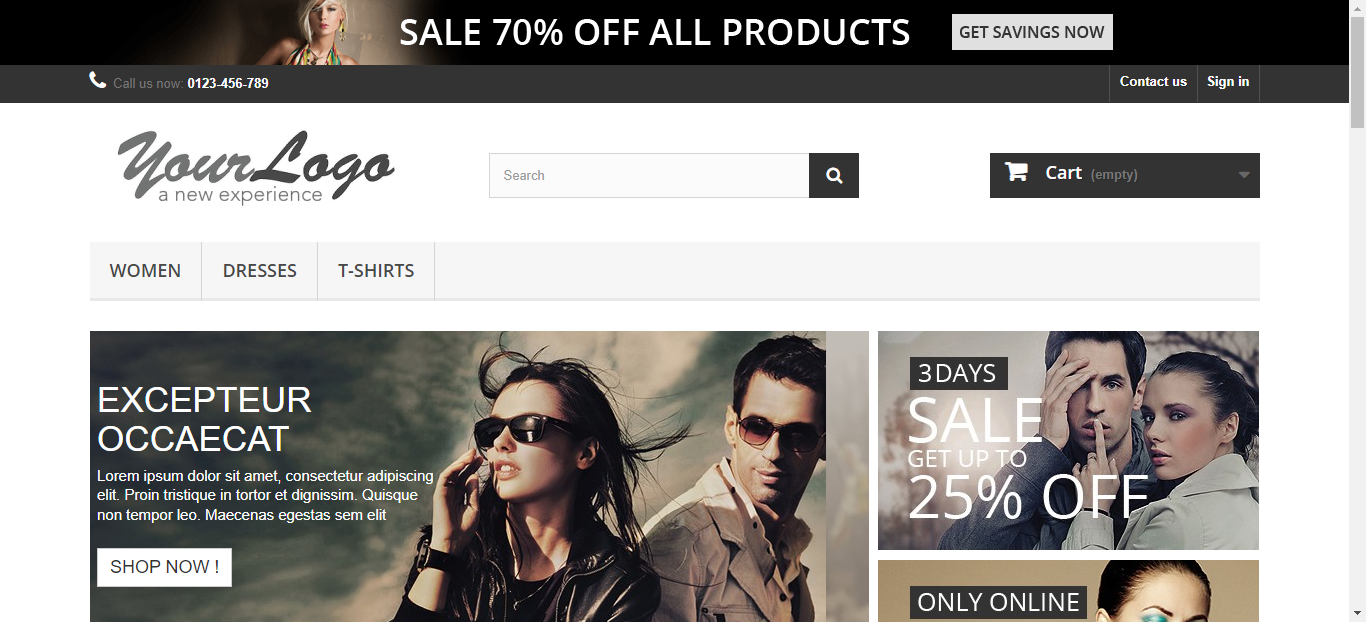 SALE 70% OFF ALL PRODUCTS
GET SAVINGS NOW
Call us now: 0123-456-789
Contact us
Sign in
YourLogo
a new experience
Search
Cart (empty)
WOMEN
DRESSES
T-SHIRTS
EXCEPTEUR
OCCAECAT
Lorem ipsum dolor sit amet, consectetur adipiscing
elit. Proin tristique in tortor et dignissim. Quisque
non tempor leo. Maecenas egestas sem elit
SHOP NOW !
3 DAYS
SALE
GET UP TO
25% OFF
ONLY ONLINE